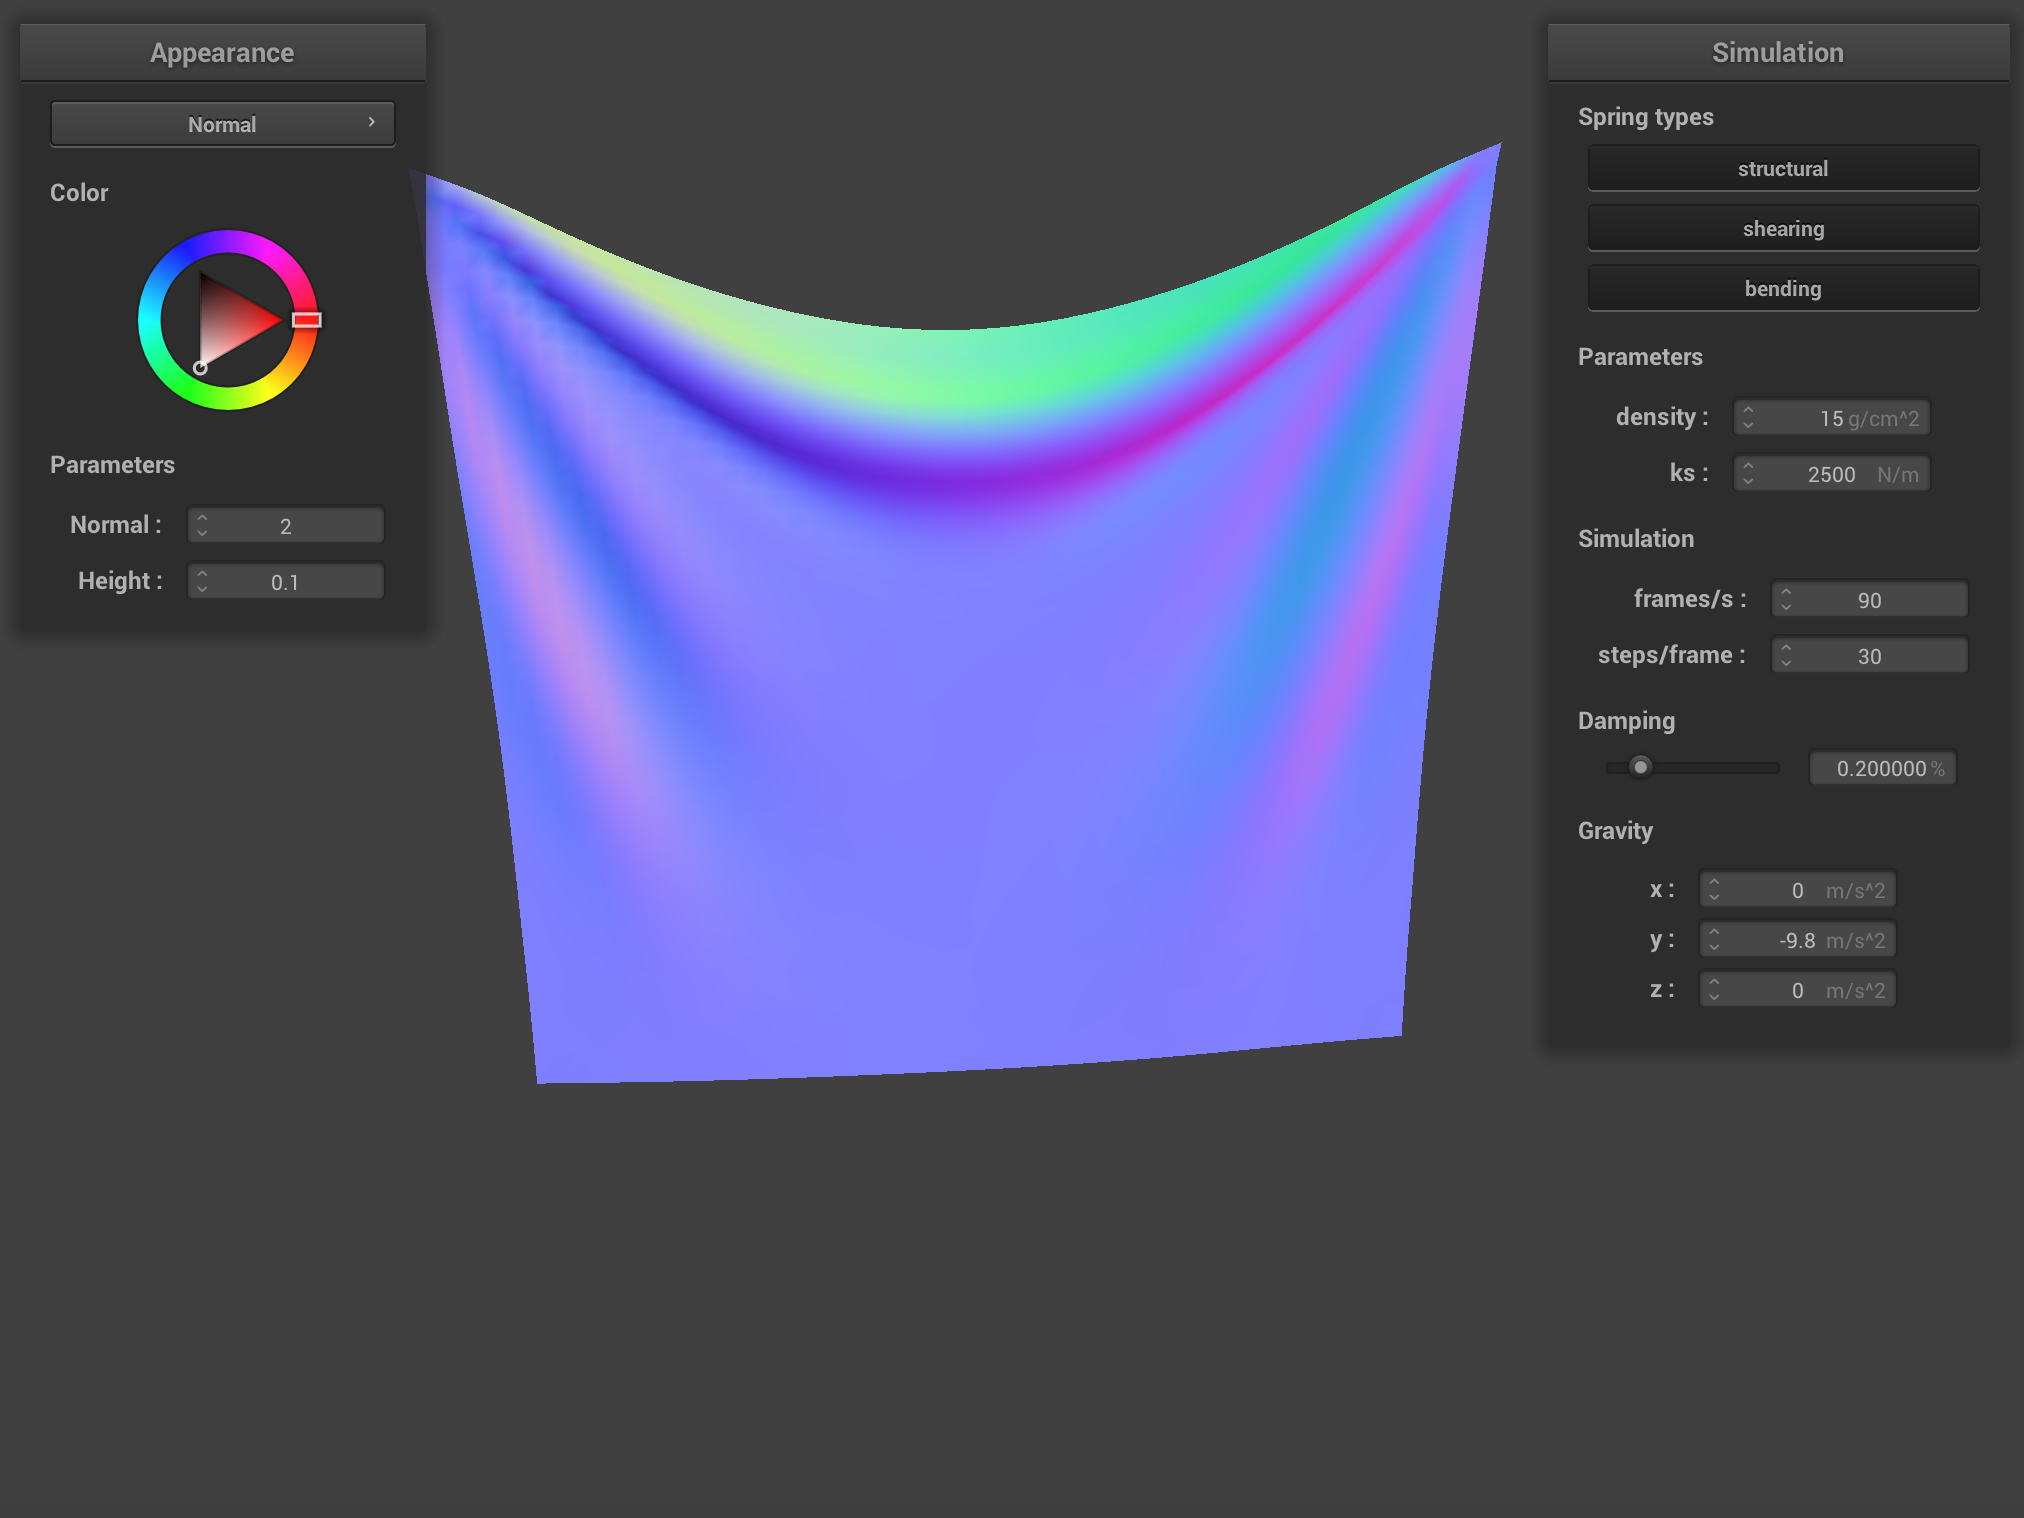 Appearance
Normal
Color
Parameters
Normal : 2
Height : 0.1
Simulation
Spring types
structural
shearing
bending
Parameters
density : 15 g/cm^2
ks : 2500 N/m
Simulation
frames/s : 90
steps/frame : 30
Damping
0.200000 %
Gravity
x : 0 m/s^2
y : -9.8 m/s^2
z : 0 m/s^2